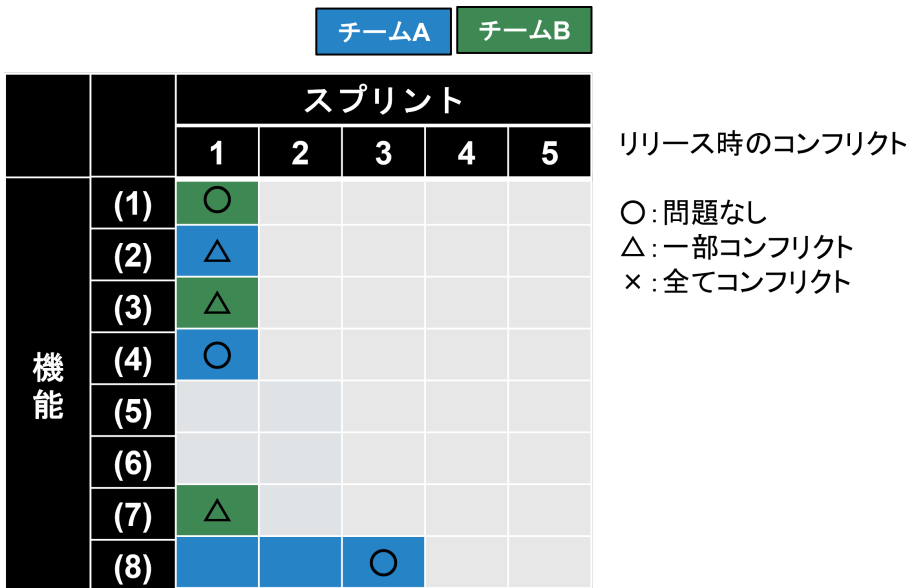 チームA チームB
スプリント
1 2 3 4 5
リリース時のコンフリクト
機能
(1) ○
(2) △
(3) △
(4) ○
(5)
(6)
(7) △
(8) ○
○:問題なし
△:一部コンフリクト
×:全てコンフリクト